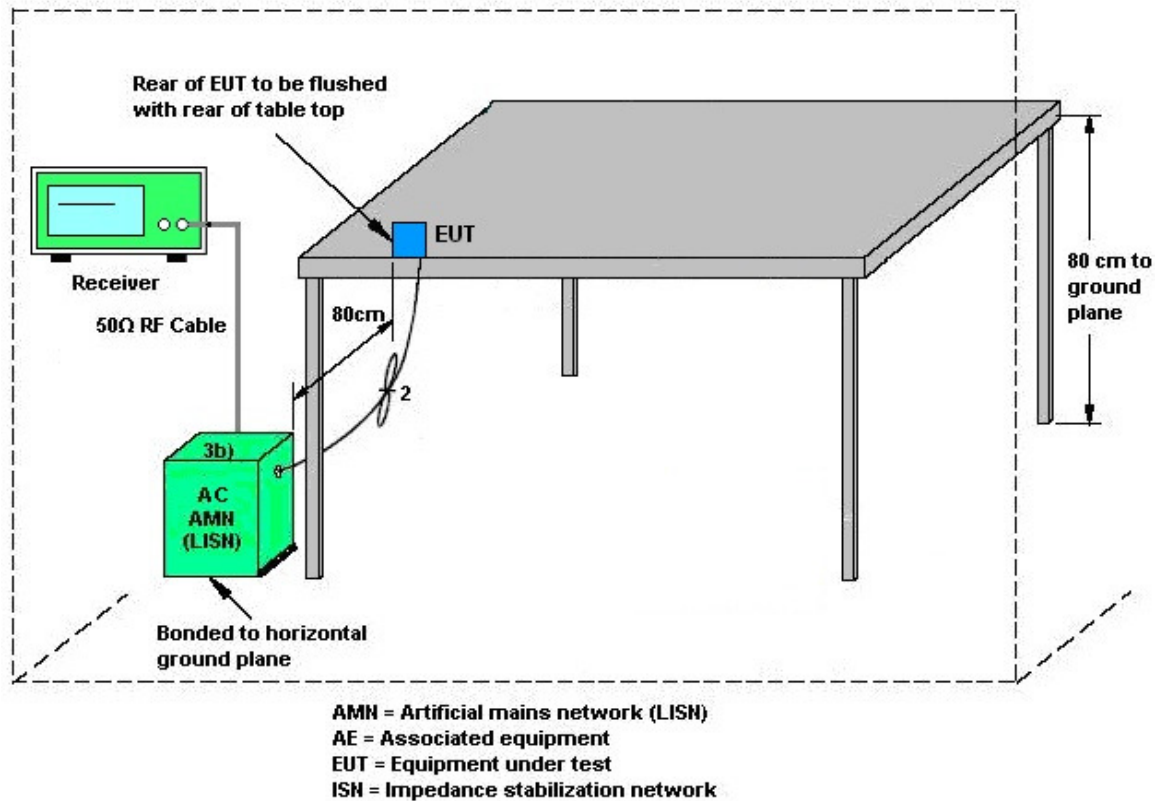 Rear of EUT to be flushed
with rear of table top
EUT
Receiver
50Ω RF Cable
80cm
2
80 cm to
ground
plane
3b)
AC
AMN
(LISN)
Bonded to horizontal
ground plane
AMN = Artificial mains network (LISN)
AE = Associated equipment
EUT = Equipment under test
ISN = Impedance stabilization network